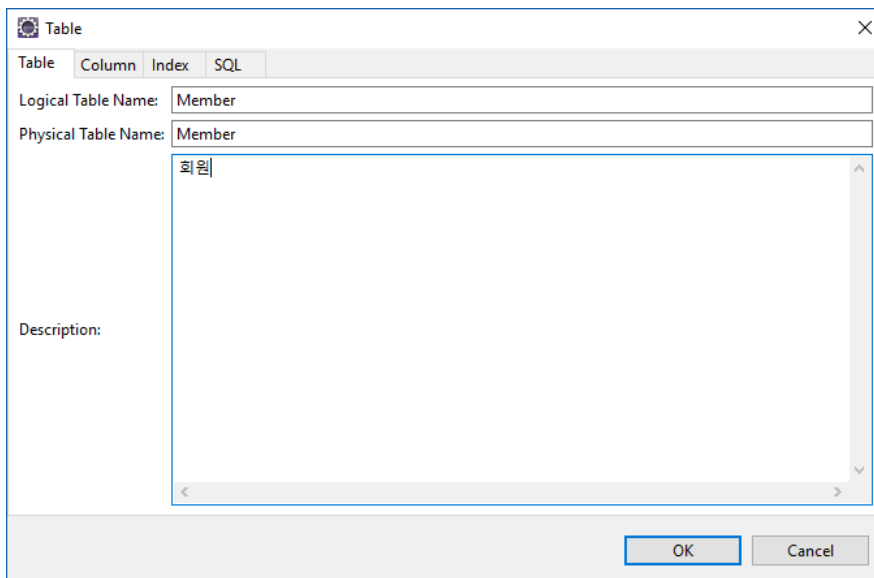 Table
Table Column Index SQL
Logical Table Name: Member
Physical Table Name: Member
회원
Description:
OK Cancel